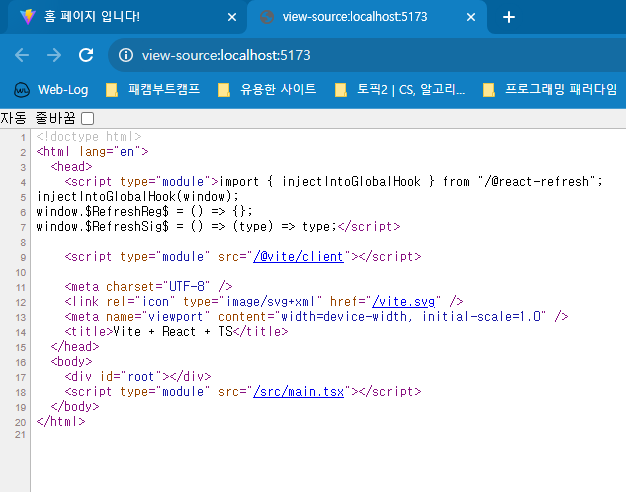 홈 페이지 입니다!
view-source:localhost:5173
view-source:localhost:5173
Web-Log 패캠부트캠프 유용한 사이트 토픽2 | CS, 알고리... 프로그래밍 패러다임
자동 줄바꿈
1 <!doctype html>
2 <html lang="en">
3   <head>
4     <script type="module">import { injectIntoGlobalHook } from "/@react-refresh";
5 injectIntoGlobalHook(window);
6 window.$RefreshReg$ = () => {};
7 window.$RefreshSig$ = () => (type) => type;</script>
8
9     <script type="module" src="/@vite/client"></script>
10
11     <meta charset="UTF-8" />
12     <link rel="icon" type="image/svg+xml" href="/vite.svg" />
13     <meta name="viewport" content="width=device-width, initial-scale=1.0" />
14     <title>Vite + React + TS</title>
15   </head>
16   <body>
17     <div id="root"></div>
18     <script type="module" src="/src/main.tsx"></script>
19   </body>
20 </html>
21